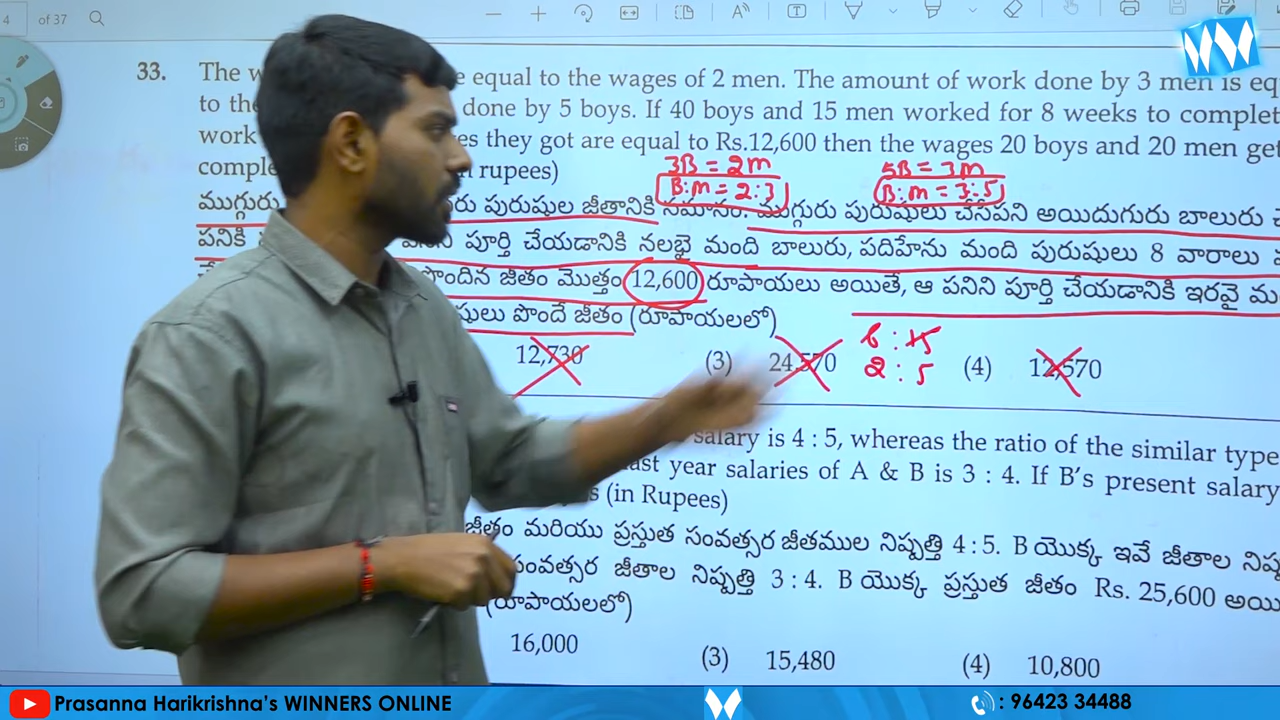 4 of 37
W
33. The w e equal to the wages of 2 men. The amount of work done by 3 men is eq
to the done by 5 boys. If 40 boys and 15 men worked for 8 weeks to complet
work es they got are equal to Rs.12,600 then the wages 20 boys and 20 men get
comple n rupees)
3B = 2M 5B = 3M
B:M = 2:3 B:M = 3:5
ముగ్గురు రు పురుషుల జీతానికి సమానం. ముగ్గురు పురుషులు చేసేపని అయిదుగురు బాలురు
పనికి పూర్తి చేయడానికి నలభై మంది బాలురు, పదిహేను మంది పురుషులు 8 వారాలు
పొందిన జీతం మొత్తం 12,600 రూపాయలు అయితే, ఆ పనిని పూర్తి చేయడానికి ఇరవై మ
షులు పొందే జీతం (రూపాయలలో)
6 : 15
2 : 5
12,730 (3) 24,570 (4) 12,570
salary is 4 : 5, whereas the ratio of the similar type
ast year salaries of A & B is 3 : 4. If B's present salary
s (in Rupees)
జీతం మరియు ప్రస్తుత సంవత్సర జీతముల నిష్పత్తి 4 : 5. B యొక్క ఇవే జీతాల నిష్ప
సంవత్సర జీతాల నిష్పత్తి 3 : 4. B యొక్క ప్రస్తుత జీతం Rs. 25,600 అయి
(రూపాయలలో)
16,000 (3) 15,480 (4) 10,800
Prasanna Harikrishna's WINNERS ONLINE W : 96423 34488